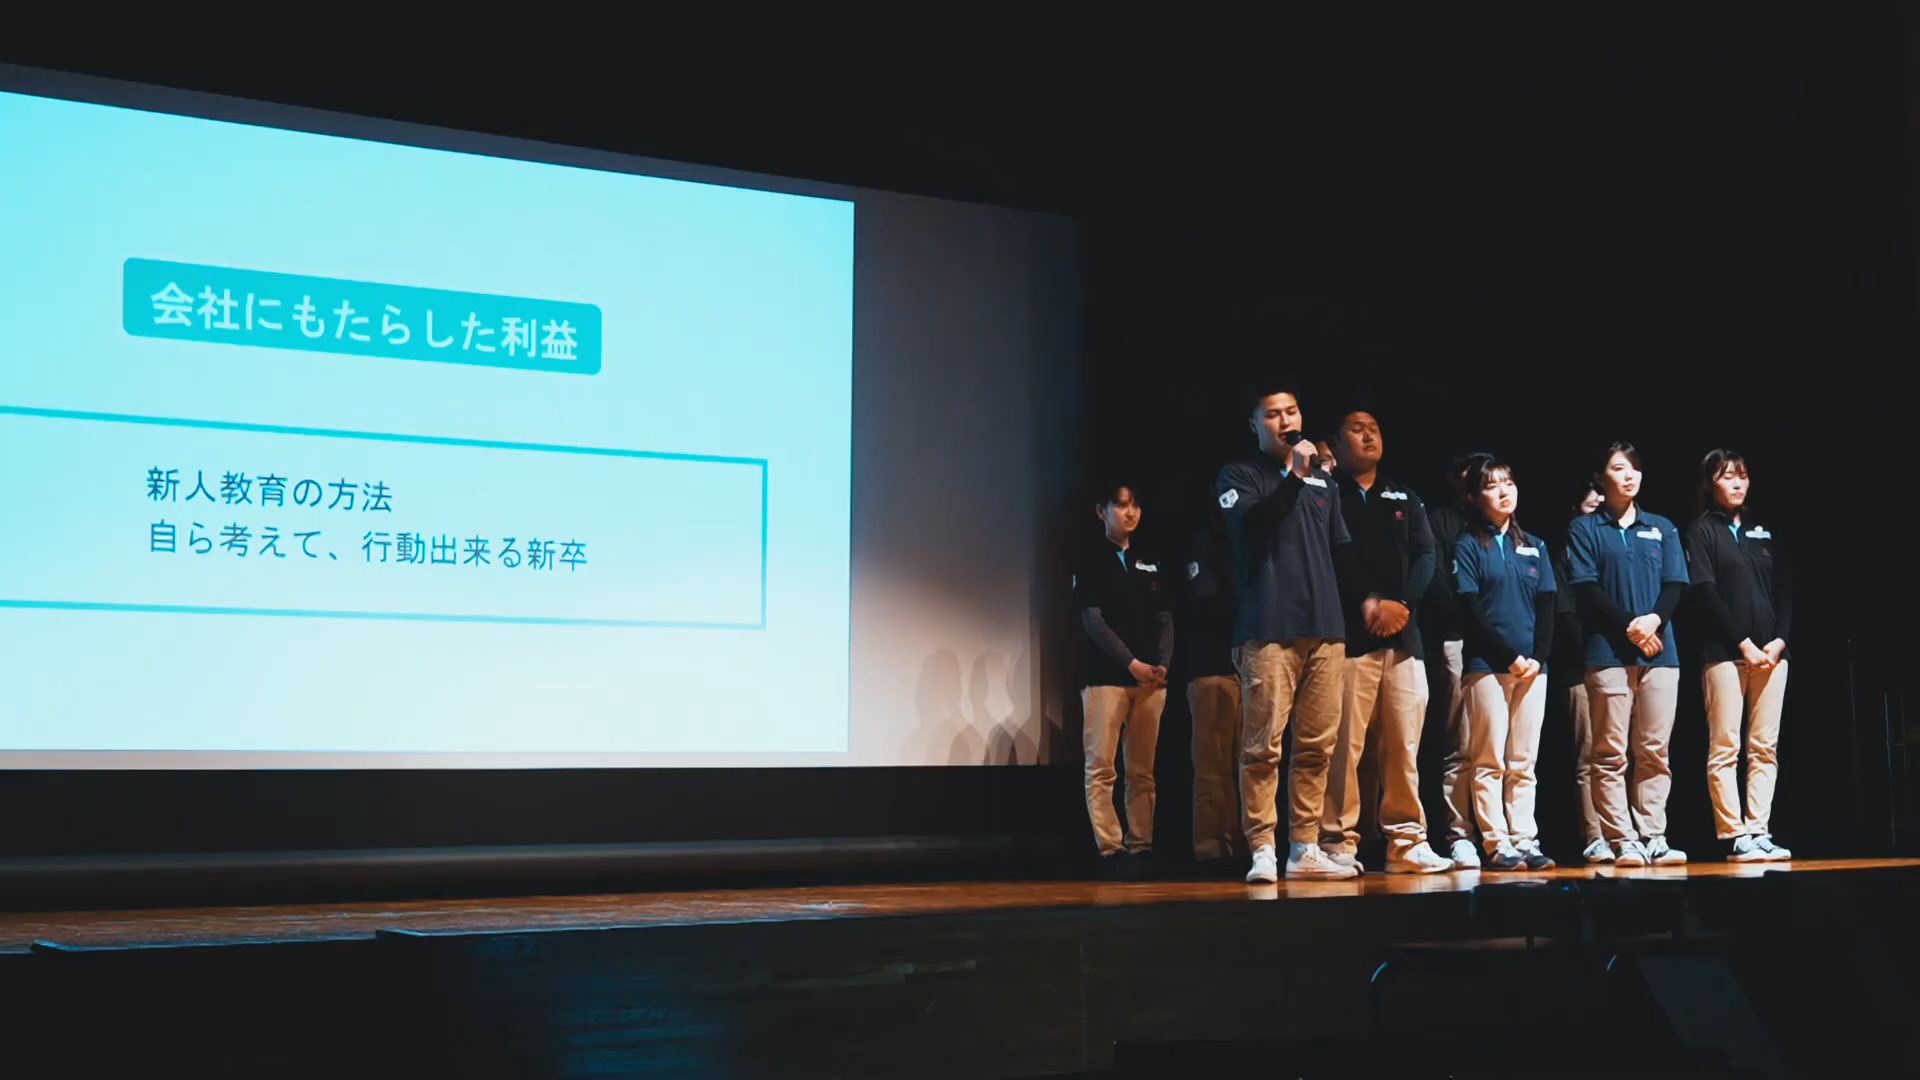 会社にもたらした利益
新人教育の方法
自ら考えて、行動出来る新卒